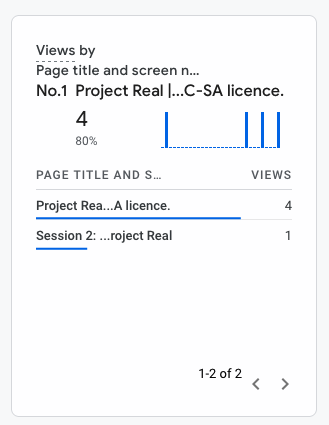 Views by
Page title and screen n...
No.1 Project Real |...C-SA licence.
4
80%
PAGE TITLE AND S... VIEWS
Project Rea...A licence. 4
Session 2: ...roject Real 1
1-2 of 2